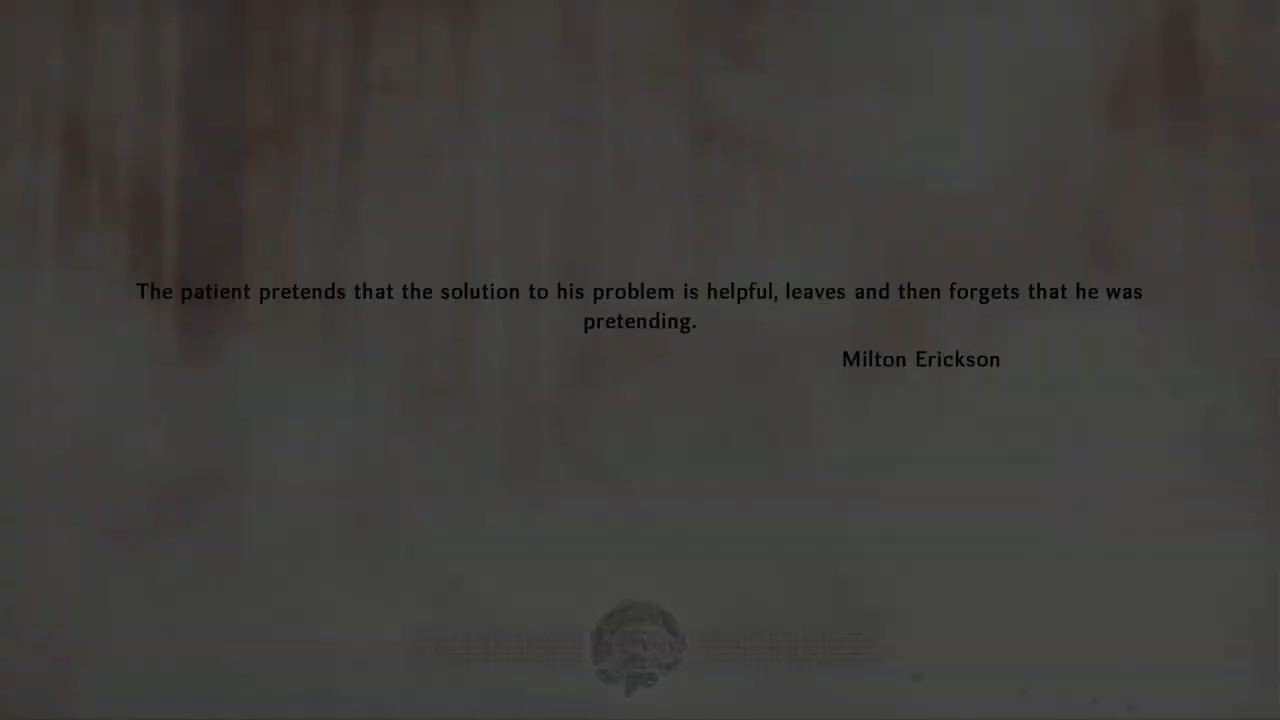 The patient pretends that the solution to his problem is helpful, leaves and then forgets that he was
pretending.
Milton Erickson